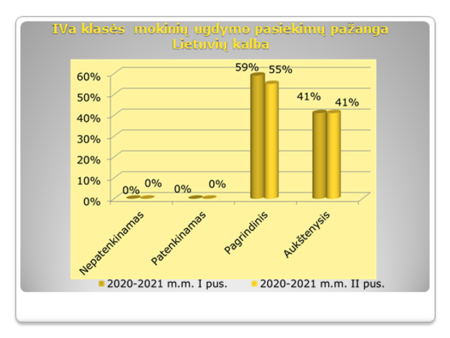 IVa klasės mokinių ugdymo pasiekimų pažanga
Lietuvių kalba
60%
50%
40%
30%
20%
10%
0%
0% 0%
0% 0%
59% 55%
41% 41%
Nepatenkinamas
Patenkinamas
Pagrindinis
Aukštenysis
2020-2021 m.m. I pus. 2020-2021 m.m. II pus.